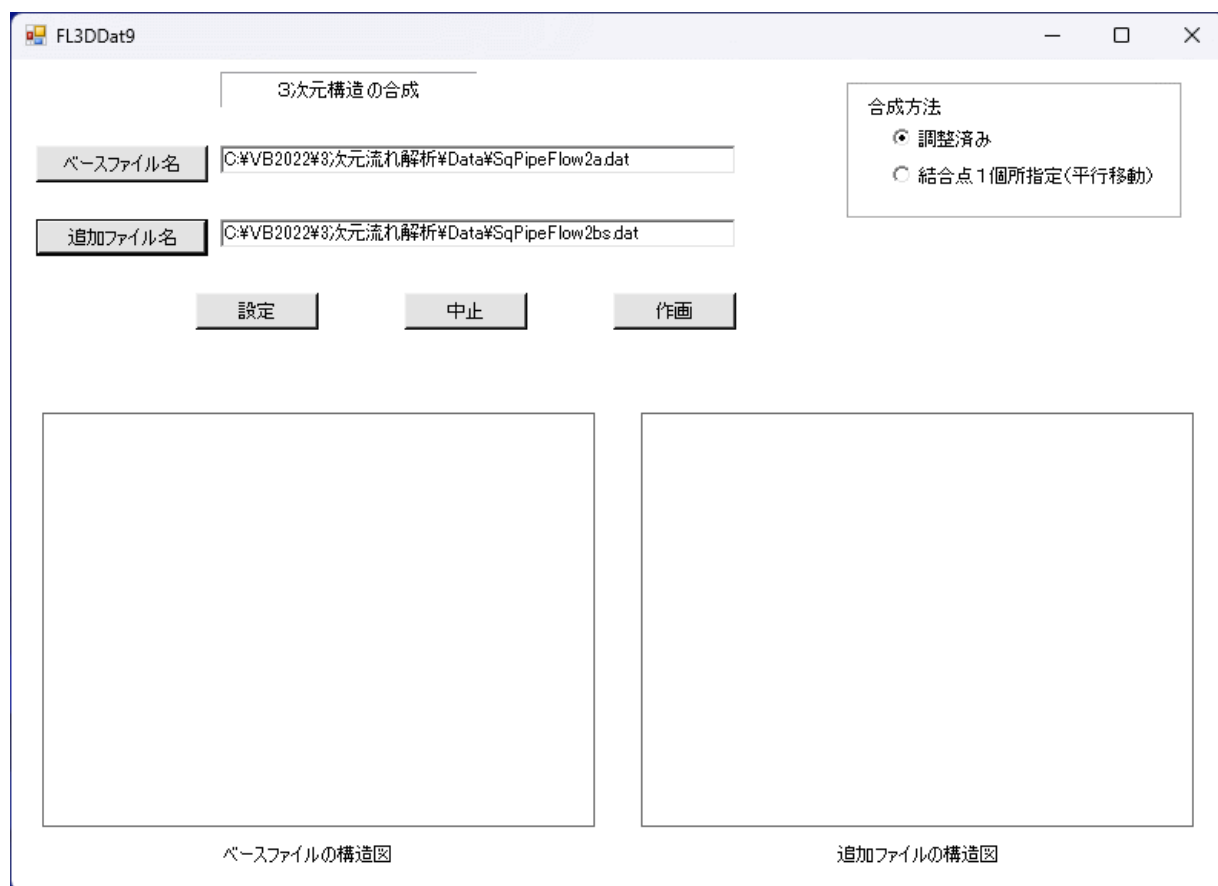 FL3DDat9
3次元構造の合成
合成方法
調整済み
結合点１個所指定(平行移動)
ベースファイル名
C:¥VB2022¥3次元流れ解析¥Data¥SqPipeFlow2a.dat
追加ファイル名
C:¥VB2022¥3次元流れ解析¥Data¥SqPipeFlow2bs.dat
設定
中止
作画
ベースファイルの構造図
追加ファイルの構造図